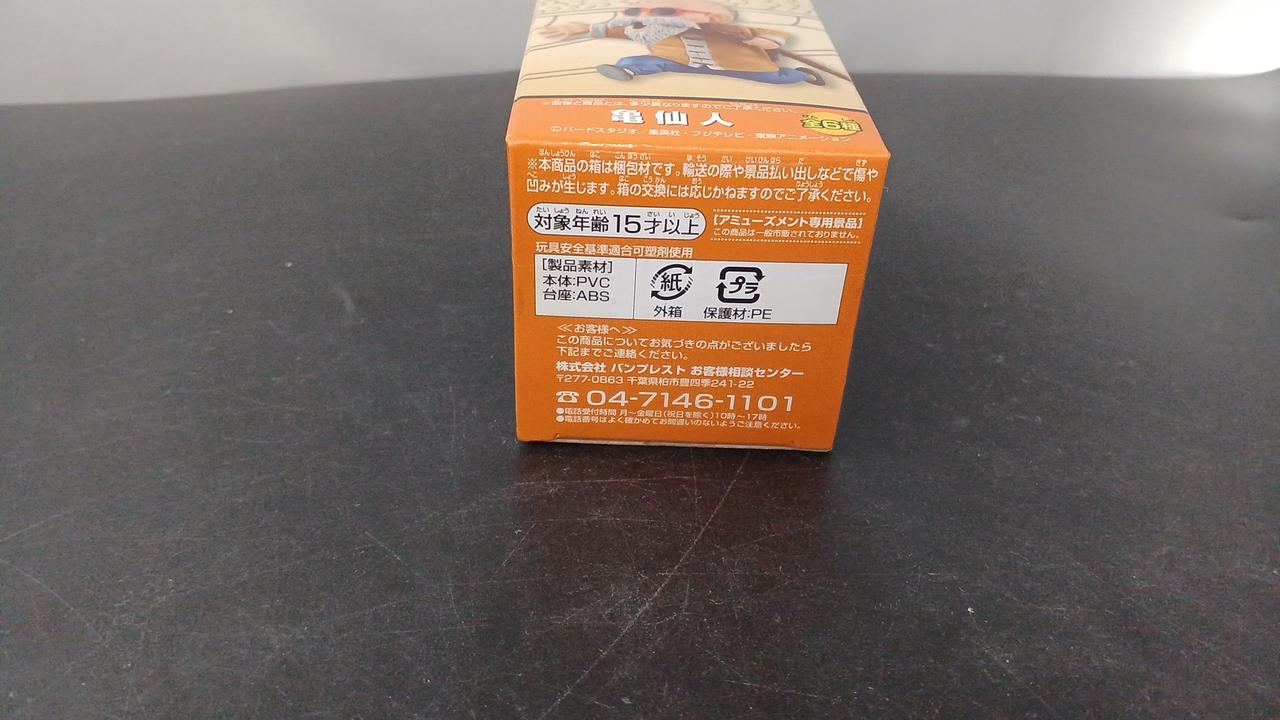 ※画像と商品とは、多少異なりますのでご了承ください。
亀仙人
全6種
©バードスタジオ/集英社・フジテレビ・東映アニメーション
※本商品の箱は梱包材です。輸送の際や景品払い出しなどで傷や
凹みが生じます。箱の交換には応じかねますのでご了承ください。
対象年齢15才以上
[アミューズメント専用景品]
この商品は一般市販されておりません。
玩具安全基準適合可塑剤使用
[製品素材]
本体:PVC
台座:ABS
紙
外箱
プラ
保護材:PE
≪お客様へ≫
この商品についてお気づきの点がございましたら
下記までご連絡ください。
株式会社 バンプレスト お客様相談センター
〒277-0863 千葉県柏市豊四季241-22
☎04-7146-1101
●電話受付時間 月~金曜日(祝日を除く)10時~17時
●電話番号はよく確かめてお間違いのないようご注意ください。